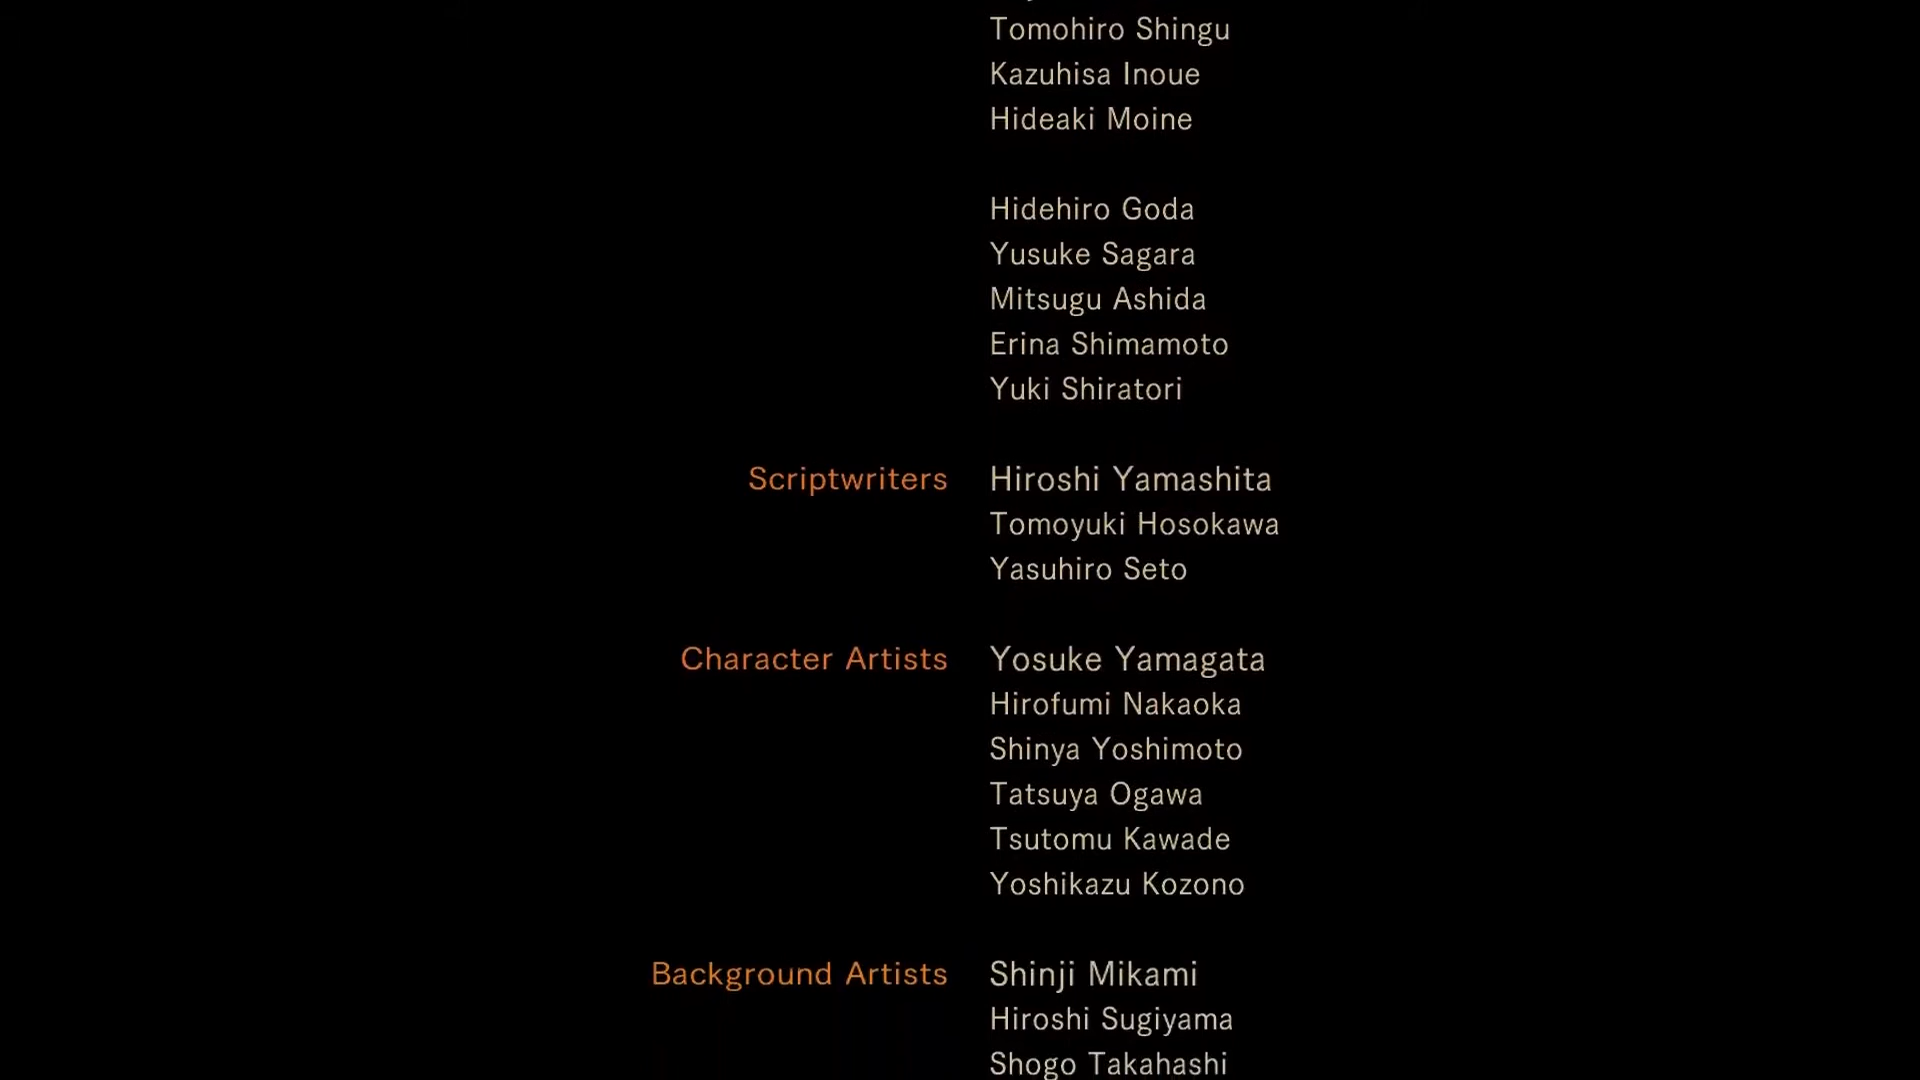 Tomohiro Shingu
Kazuhisa Inoue
Hideaki Moine
Hidehiro Goda
Yusuke Sagara
Mitsugu Ashida
Erina Shimamoto
Yuki Shiratori
Scriptwriters Hiroshi Yamashita
Tomoyuki Hosokawa
Yasuhiro Seto
Character Artists Yosuke Yamagata
Hirofumi Nakaoka
Shinya Yoshimoto
Tatsuya Ogawa
Tsutomu Kawade
Yoshikazu Kozono
Background Artists Shinji Mikami
Hiroshi Sugiyama
Shogo Takahashi